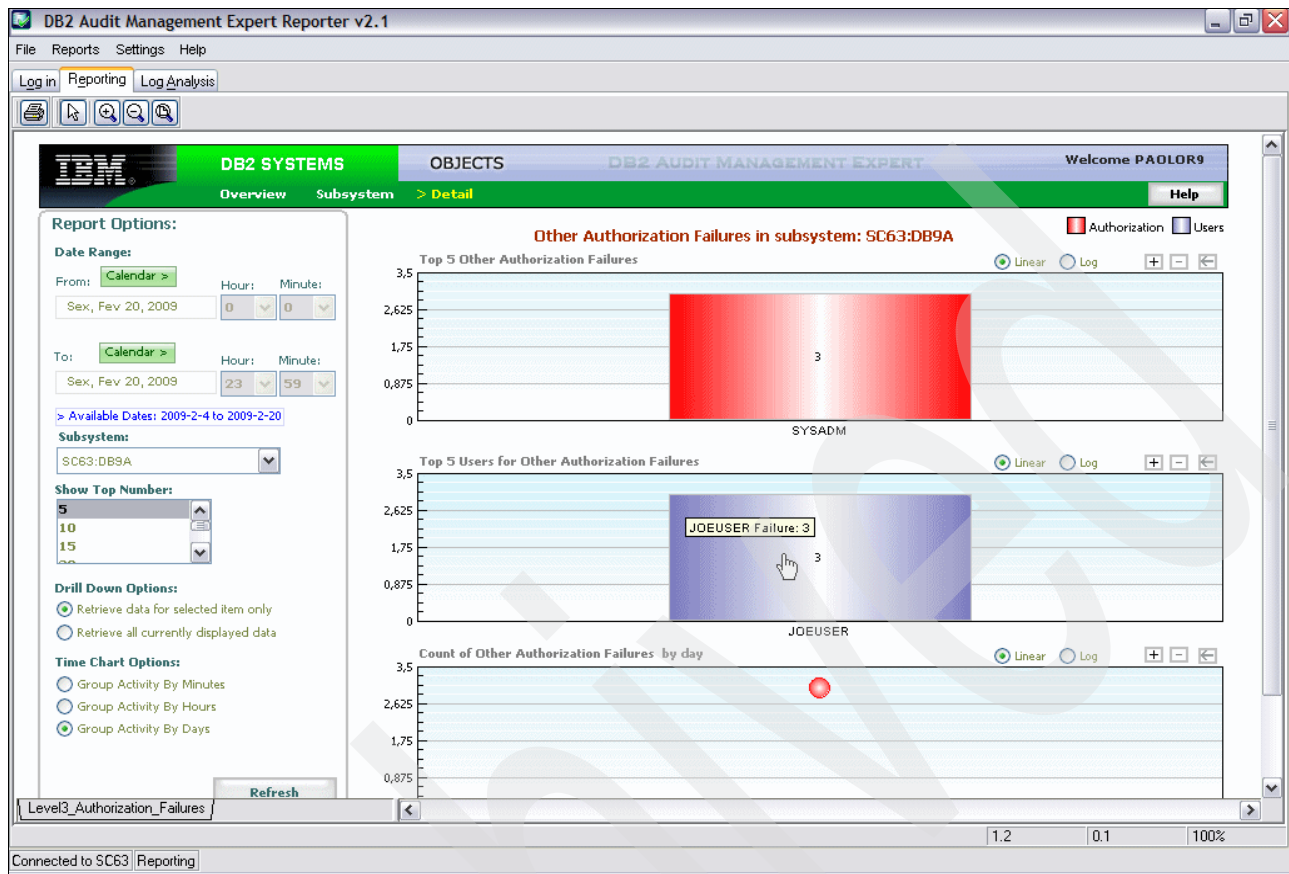 DB2 Audit Management Expert Reporter v2.1
File Reports Settings Help
Log in Reporting Log Analysis
IBM. DB2 SYSTEMS OBJECTS DB2 AUDIT MANAGEMENT EXPERT Welcome PAOLOR9
Overview Subsystem > Detail Help
Report Options:
Date Range:
From: Calendar > Hour: Minute:
Sex, Fev 20, 2009 0 0
To: Calendar > Hour: Minute:
Sex, Fev 20, 2009 23 59
> Available Dates: 2009-2-4 to 2009-2-20
Subsystem:
SC63:DB9A
Show Top Number:
5
10
15
Drill Down Options:
Retrieve data for selected item only
Retrieve all currently displayed data
Time Chart Options:
Group Activity By Minutes
Group Activity By Hours
Group Activity By Days
Refresh
Other Authorization Failures in subsystem: SC63:DB9A
Authorization Users
Top 5 Other Authorization Failures Linear Log
3,5
2,625
1,75
0,875
0
3
SYSADM
Top 5 Users for Other Authorization Failures Linear Log
3,5
2,625
1,75
0,875
0
JOEUSER Failure: 3
3
JOEUSER
Count of Other Authorization Failures by day Linear Log
3,5
2,625
1,75
0,875
Level3_Authorization_Failures
1.2 0.1 100%
Connected to SC63 Reporting